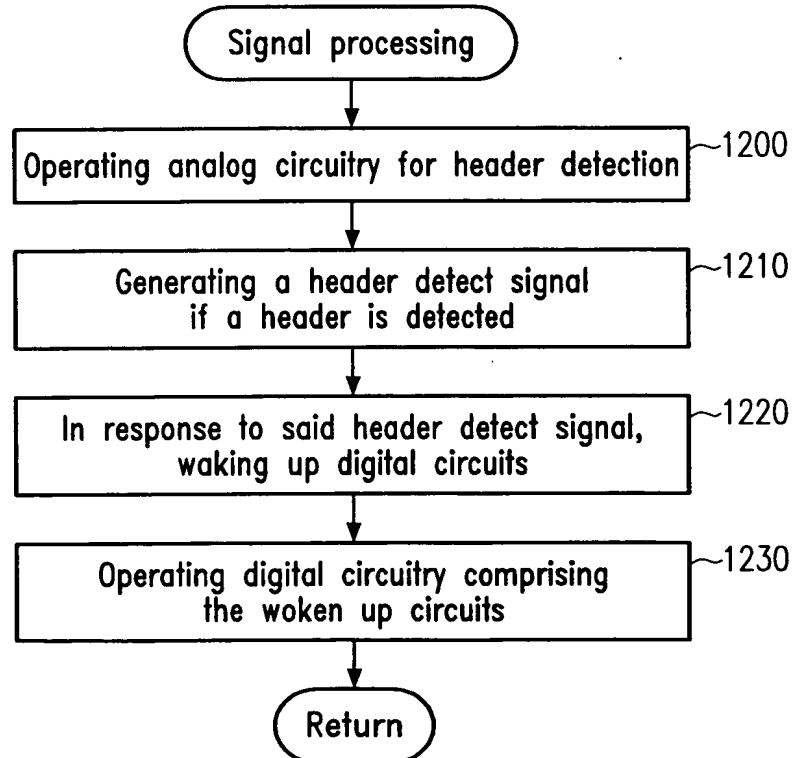 Signal processing
Operating analog circuitry for header detection
1200
Generating a header detect signal
if a header is detected
1210
In response to said header detect signal,
waking up digital circuits
1220
Operating digital circuitry comprising
the woken up circuits
1230
Return